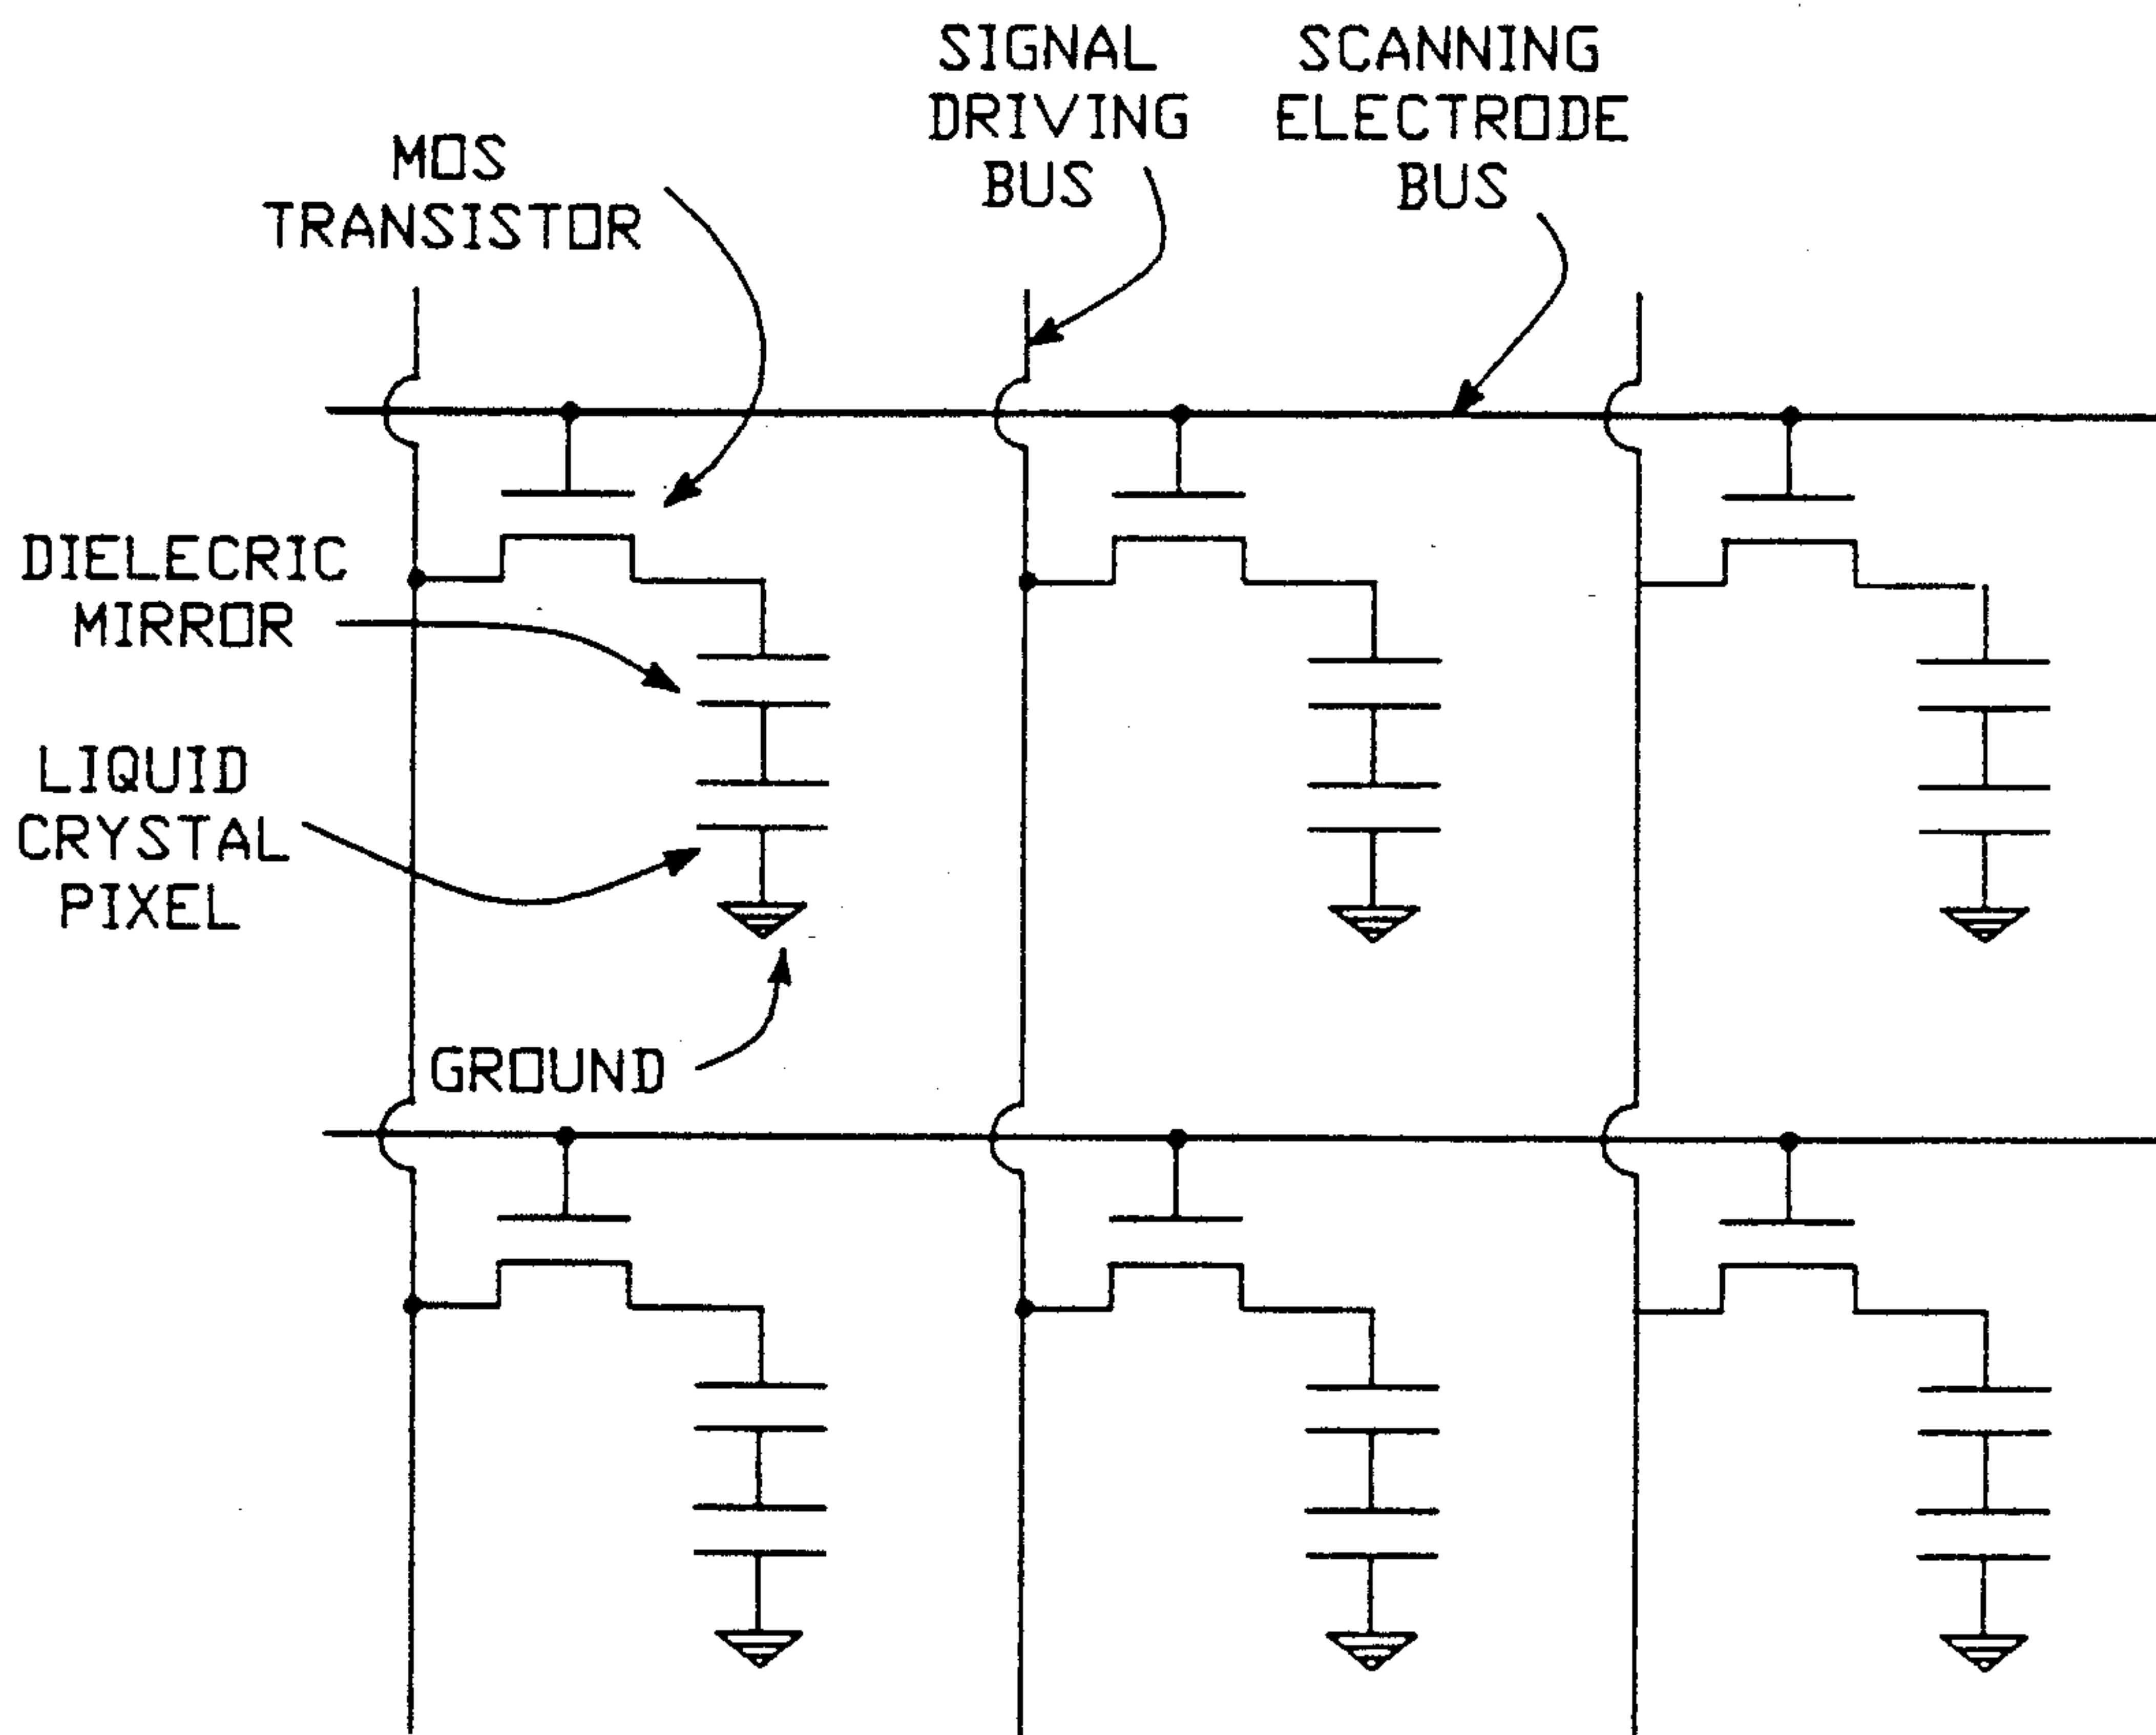 SIGNAL
DRIVING
BUS
SCANNING
ELECTRODE
BUS
MOS
TRANSISTOR
DIELECRIC
MIRROR
LIQUID
CRYSTAL
PIXEL
GROUND